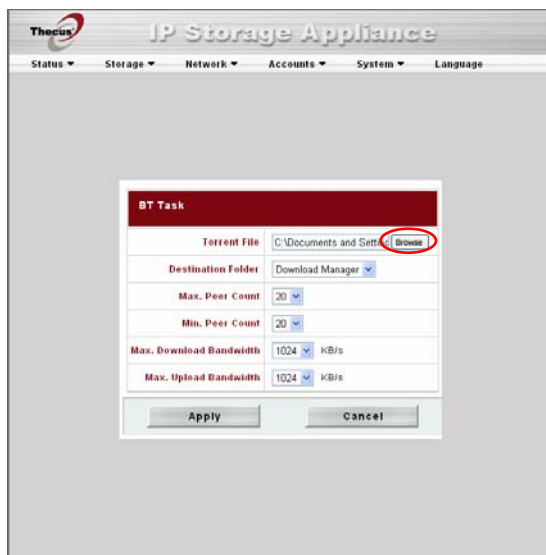 Thecus
IP Storage Appliance
Status Storage Network Accounts System Language
BT Task
Torrent File C:\Documents and Setting Browse
Destination Folder Download Manager
Max. Peer Count 20
Min. Peer Count 20
Max. Download Bandwidth 1024 KB/s
Max. Upload Bandwidth 1024 KB/s
Apply Cancel